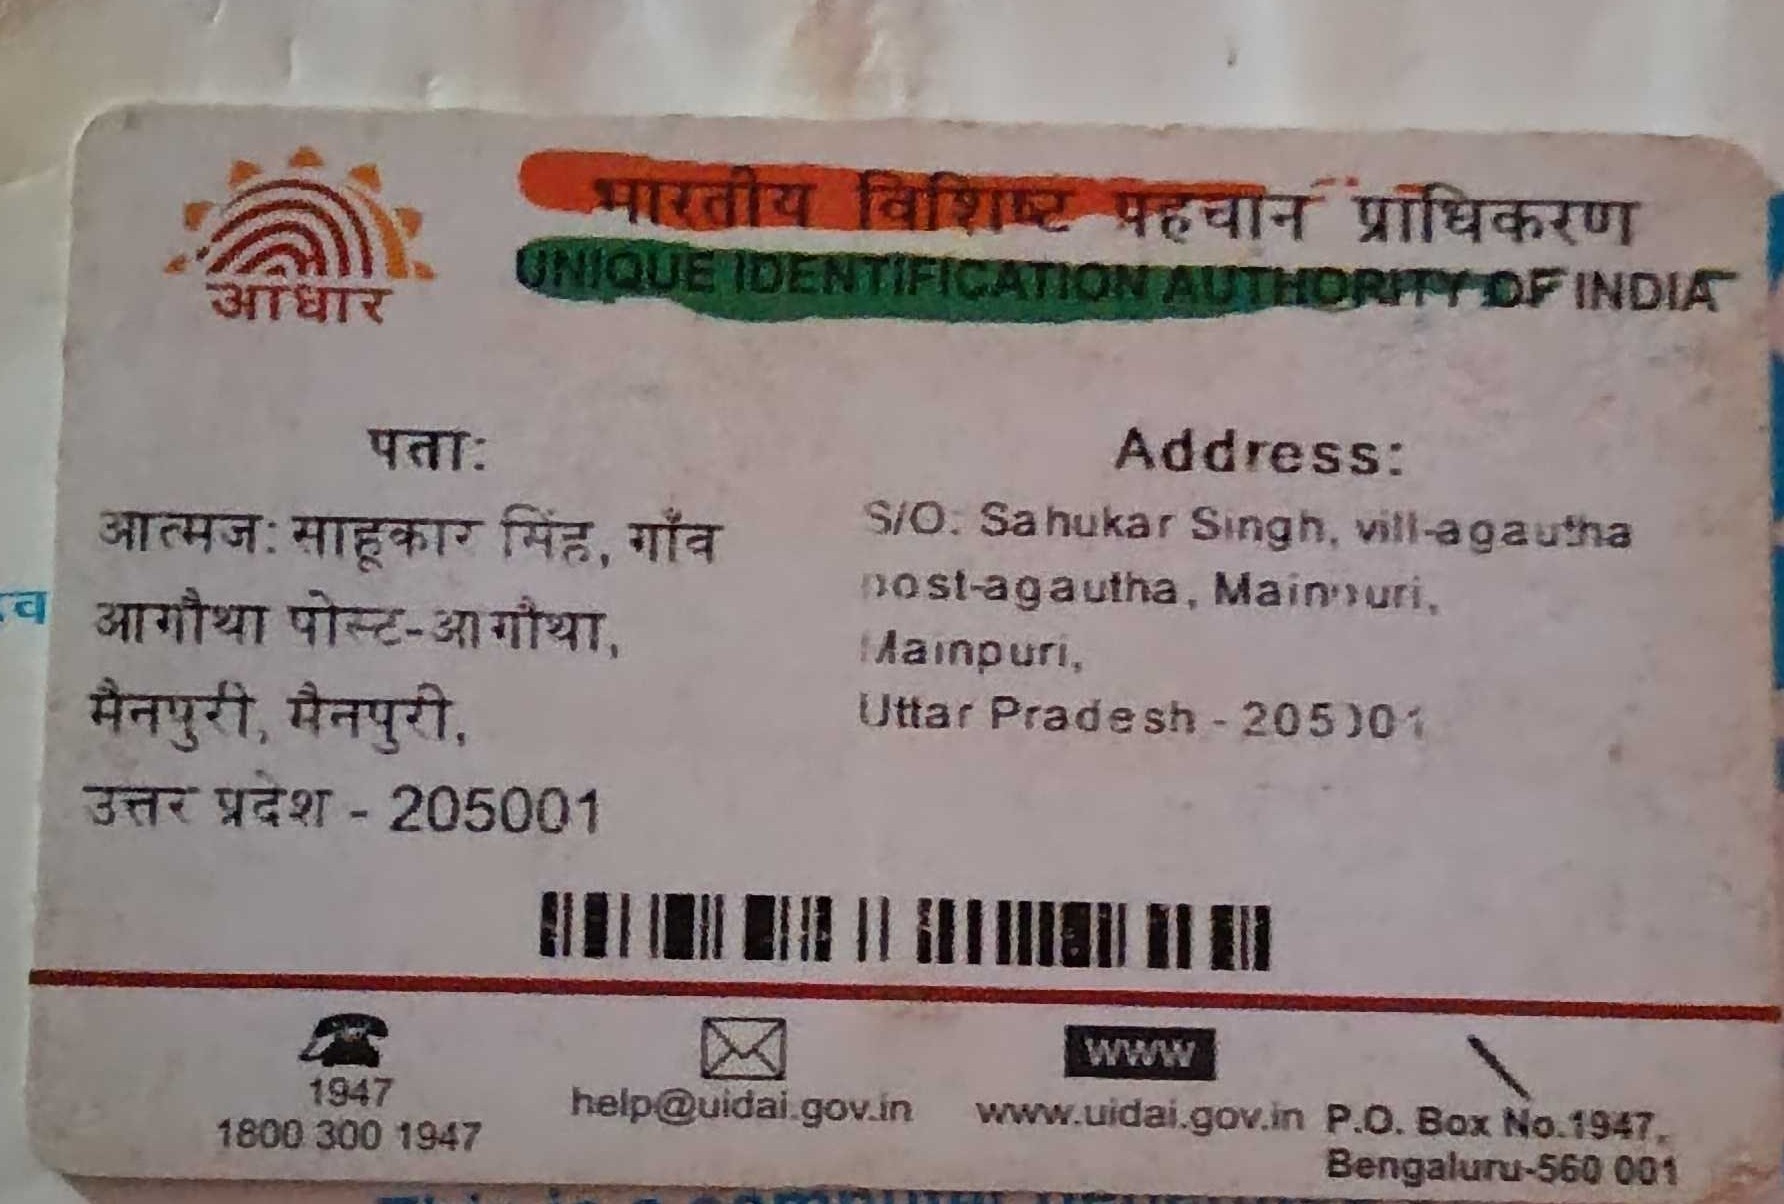 भारतीय विशिष्ट पहचान प्राधिकरण
UNIQUE IDENTIFICATION AUTHORITY OF INDIA
आधार
पता:
आत्मज: साहूकार सिंह, गाँव
आगौथा पोस्ट-आगौथा,
मैनपुरी, मैनपुरी,
उत्तर प्रदेश - 205001
Address:
S/O: Sahukar Singh, vill-agautha
post-agautha, Mainpuri,
Mainpuri,
Uttar Pradesh - 205001
1947
1800 300 1947
help@uidai.gov.in
www
www.uidai.gov.in
P.O. Box No.1947,
Bengaluru-560 001